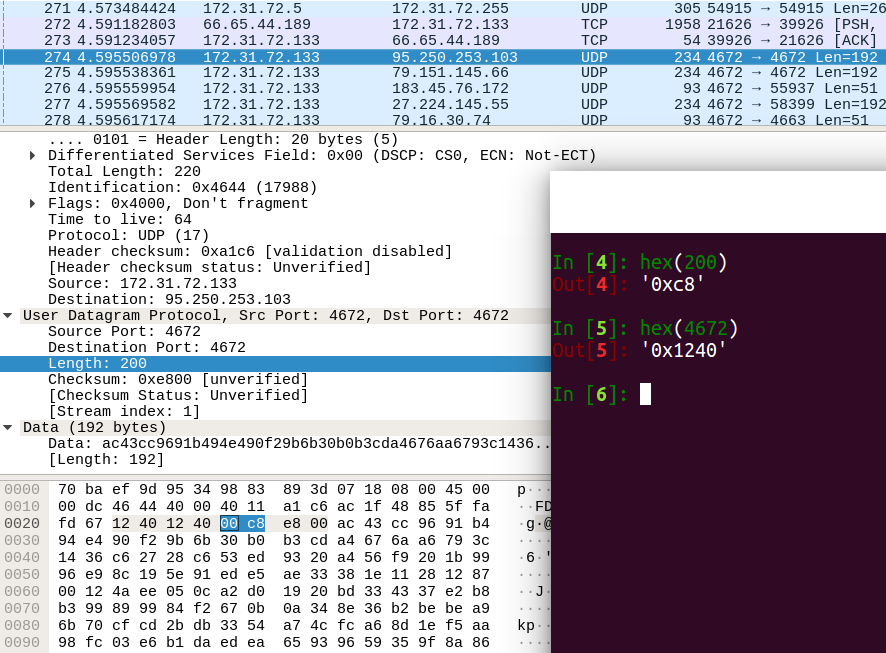 271 4.573484424 172.31.72.5 172.31.72.255 UDP 305 54915 → 54915 Len=26
272 4.591182803 66.65.44.189 172.31.72.133 TCP 1958 21626 → 39926 [PSH,
273 4.591234057 172.31.72.133 66.65.44.189 TCP 54 39926 → 21626 [ACK]
274 4.595506978 172.31.72.133 95.250.253.103 UDP 234 4672 → 4672 Len=192
275 4.595538361 172.31.72.133 79.151.145.66 UDP 234 4672 → 4672 Len=192
276 4.595559954 172.31.72.133 183.45.76.172 UDP 93 4672 → 55937 Len=51
277 4.595569582 172.31.72.133 27.224.145.55 UDP 234 4672 → 58399 Len=192
278 4.595617174 172.31.72.133 79.16.30.74 UDP 93 4672 → 4663 Len=51
.... 0101 = Header Length: 20 bytes (5)
Differentiated Services Field: 0x00 (DSCP: CS0, ECN: Not-ECT)
Total Length: 220
Identification: 0x4644 (17988)
Flags: 0x4000, Don't fragment
Time to live: 64
Protocol: UDP (17)
Header checksum: 0xa1c6 [validation disabled]
[Header checksum status: Unverified]
Source: 172.31.72.133
Destination: 95.250.253.103
User Datagram Protocol, Src Port: 4672, Dst Port: 4672
Source Port: 4672
Destination Port: 4672
Length: 200
Checksum: 0xe800 [unverified]
[Checksum Status: Unverified]
[Stream index: 1]
Data (192 bytes)
Data: ac43cc9691b494e490f29b6b30b0b3cda4676aa6793c1436..
[Length: 192]
0000 70 ba ef 9d 95 34 98 83 89 3d 07 18 08 00 45 00 p···
0010 00 dc 46 44 40 00 40 11 a1 c6 ac 1f 48 85 5f fa ··FD
0020 fd 67 12 40 12 40 00 c8 e8 00 ac 43 cc 96 91 b4 ·g·@
0030 94 e4 90 f2 9b 6b 30 b0 b3 cd a4 67 6a a6 79 3c ····
0040 14 36 c6 27 28 c6 53 ed 93 20 a4 56 f9 20 1b 99 ·6·'
0050 96 e9 8c 19 5e 91 ed e5 ae 33 38 1e 11 28 12 87 ····
0060 00 12 4a ee 05 0c a2 d0 19 20 bd 33 43 37 e2 b8 ··J·
0070 b3 99 89 99 84 f2 67 0b 0a 34 8e 36 b2 be be a9 ····
0080 6b 70 cf cd 2b db 33 54 a7 4c fc a6 8d 1e f5 aa kp··
0090 98 fc 03 e6 b1 da ed ea 65 93 96 59 35 9f 8a 86 ····
In [4]: hex(200)
Out[4]: '0xc8'
In [5]: hex(4672)
Out[5]: '0x1240'
In [6]: